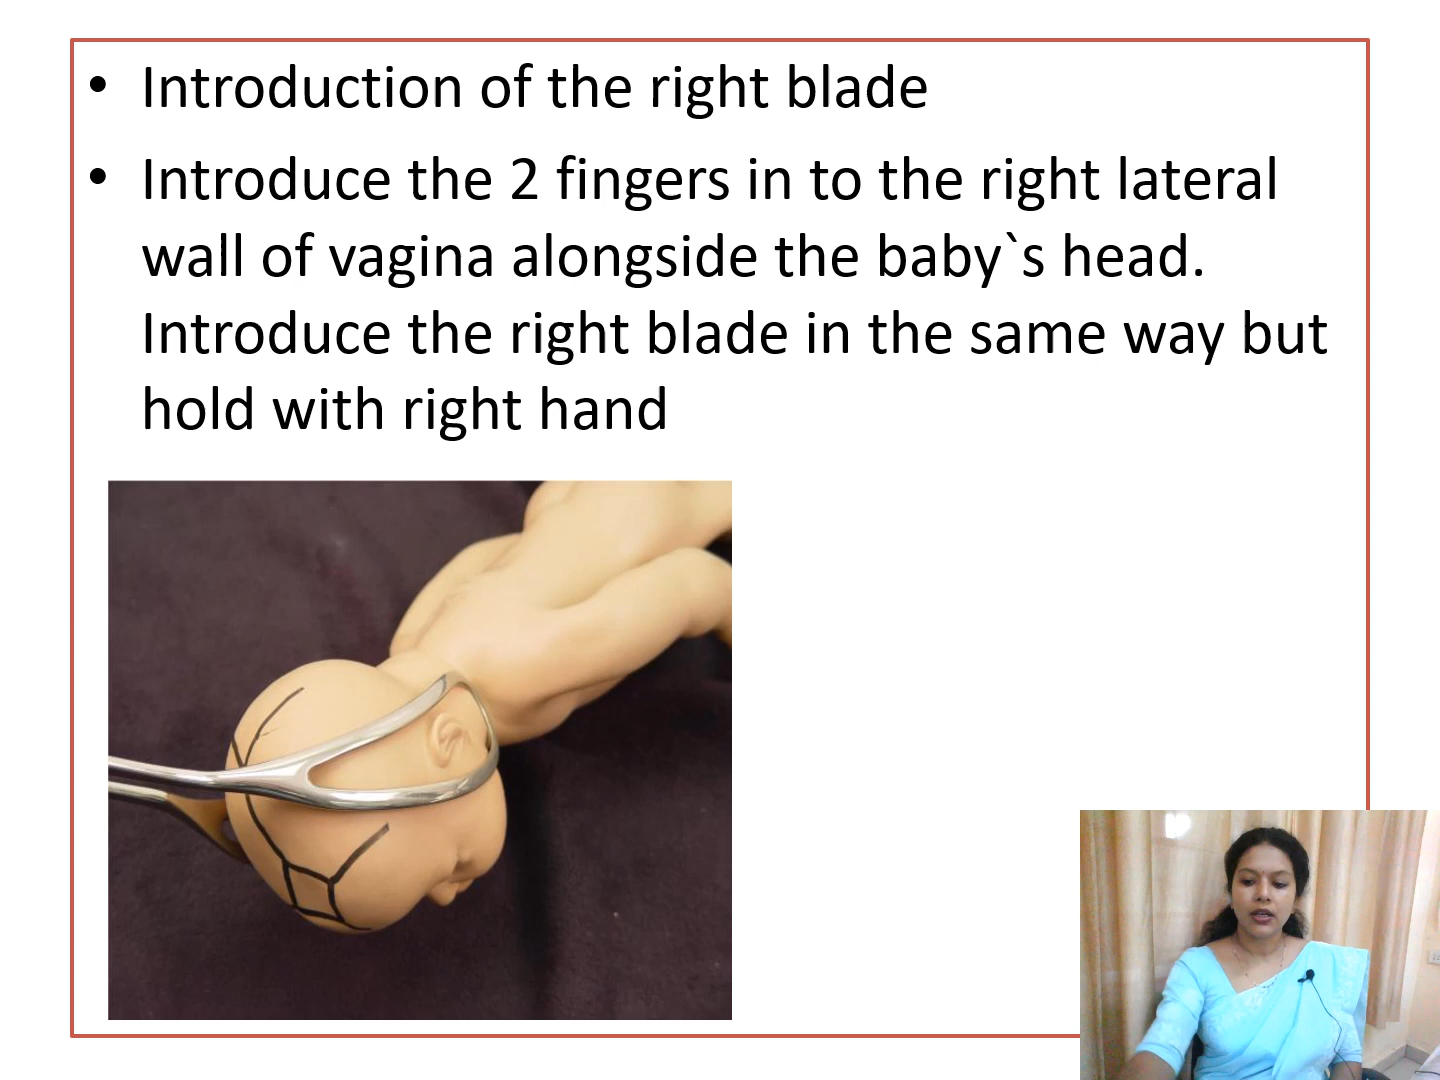 • Introduction of the right blade
• Introduce the 2 fingers in to the right lateral
wall of vagina alongside the baby`s head.
Introduce the right blade in the same way but
hold with right hand